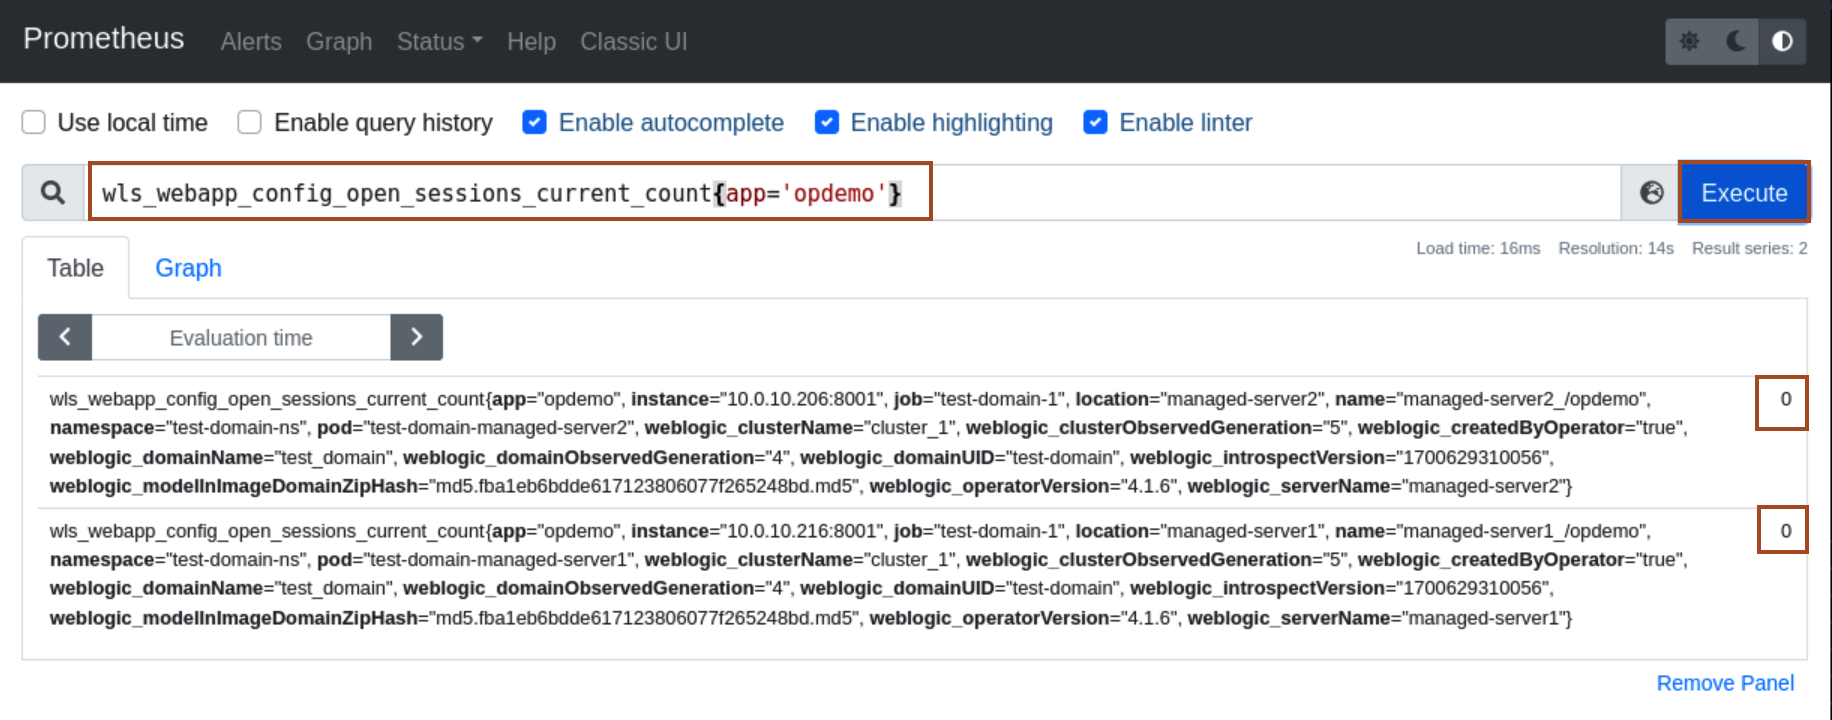 Prometheus Alerts Graph Status Help Classic UI
Use local time Enable query history Enable autocomplete Enable highlighting Enable linter
wls_webapp_config_open_sessions_current_count{app='opdemo'} Execute
Load time: 16ms Resolution: 14s Result series: 2
Table Graph
Evaluation time
wls_webapp_config_open_sessions_current_count{app="opdemo", instance="10.0.10.206:8001", job="test-domain-1", location="managed-server2", name="managed-server2_/opdemo", 0
namespace="test-domain-ns", pod="test-domain-managed-server2", weblogic_clusterName="cluster_1", weblogic_clusterObservedGeneration="5", weblogic_createdByOperator="true",
weblogic_domainName="test_domain", weblogic_domainObservedGeneration="4", weblogic_domainUID="test-domain", weblogic_introspectVersion="1700629310056",
weblogic_modelInImageDomainZipHash="md5.fba1eb6bdde617123806077f265248bd.md5", weblogic_operatorVersion="4.1.6", weblogic_serverName="managed-server2"}
wls_webapp_config_open_sessions_current_count{app="opdemo", instance="10.0.10.216:8001", job="test-domain-1", location="managed-server1", name="managed-server1_/opdemo", 0
namespace="test-domain-ns", pod="test-domain-managed-server1", weblogic_clusterName="cluster_1", weblogic_clusterObservedGeneration="5", weblogic_createdByOperator="true",
weblogic_domainName="test_domain", weblogic_domainObservedGeneration="4", weblogic_domainUID="test-domain", weblogic_introspectVersion="1700629310056",
weblogic_modelInImageDomainZipHash="md5.fba1eb6bdde617123806077f265248bd.md5", weblogic_operatorVersion="4.1.6", weblogic_serverName="managed-server1"}
Remove Panel